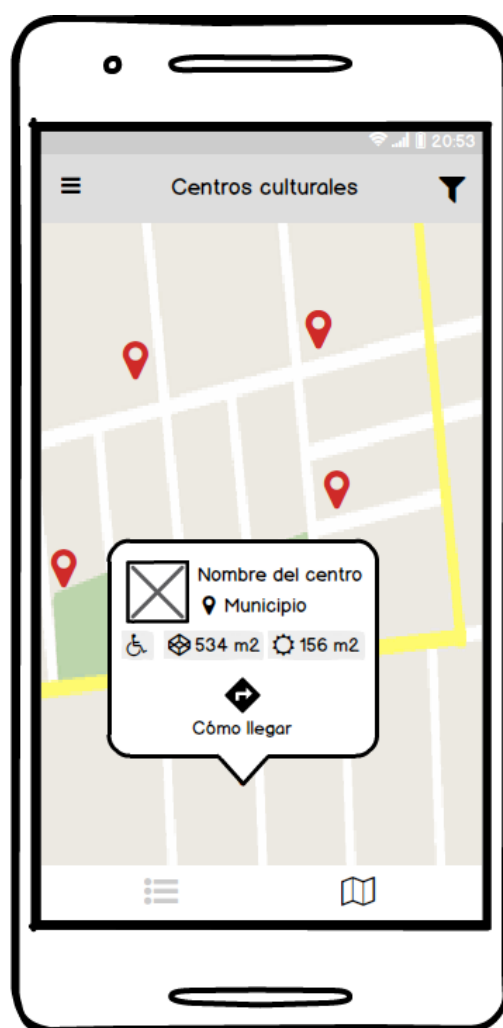 20:53
Centros culturales
Nombre del centro
Municipio
534 m2 156 m2
Cómo llegar